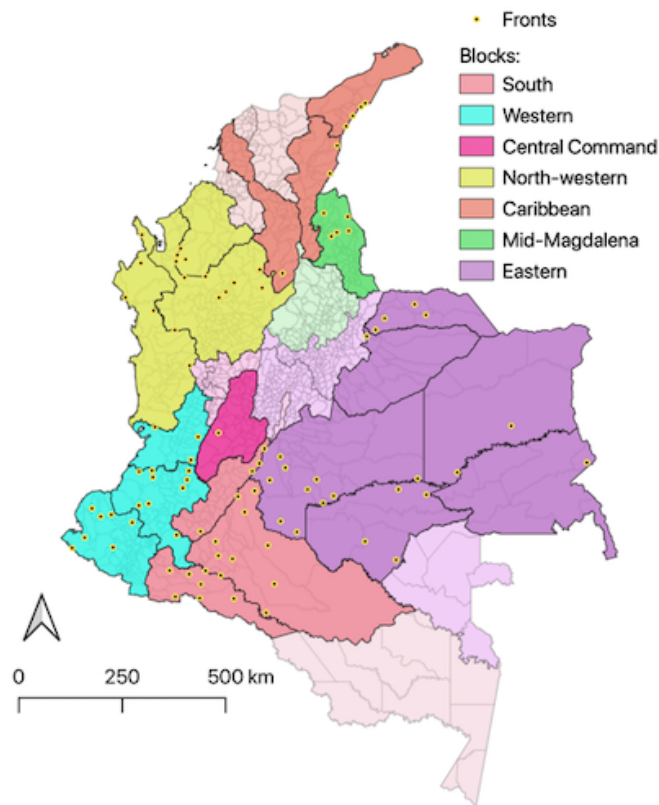 Fronts
Blocks:
South
Western
Central Command
North-western
Caribbean
Mid-Magdalena
Eastern
0 250 500 km